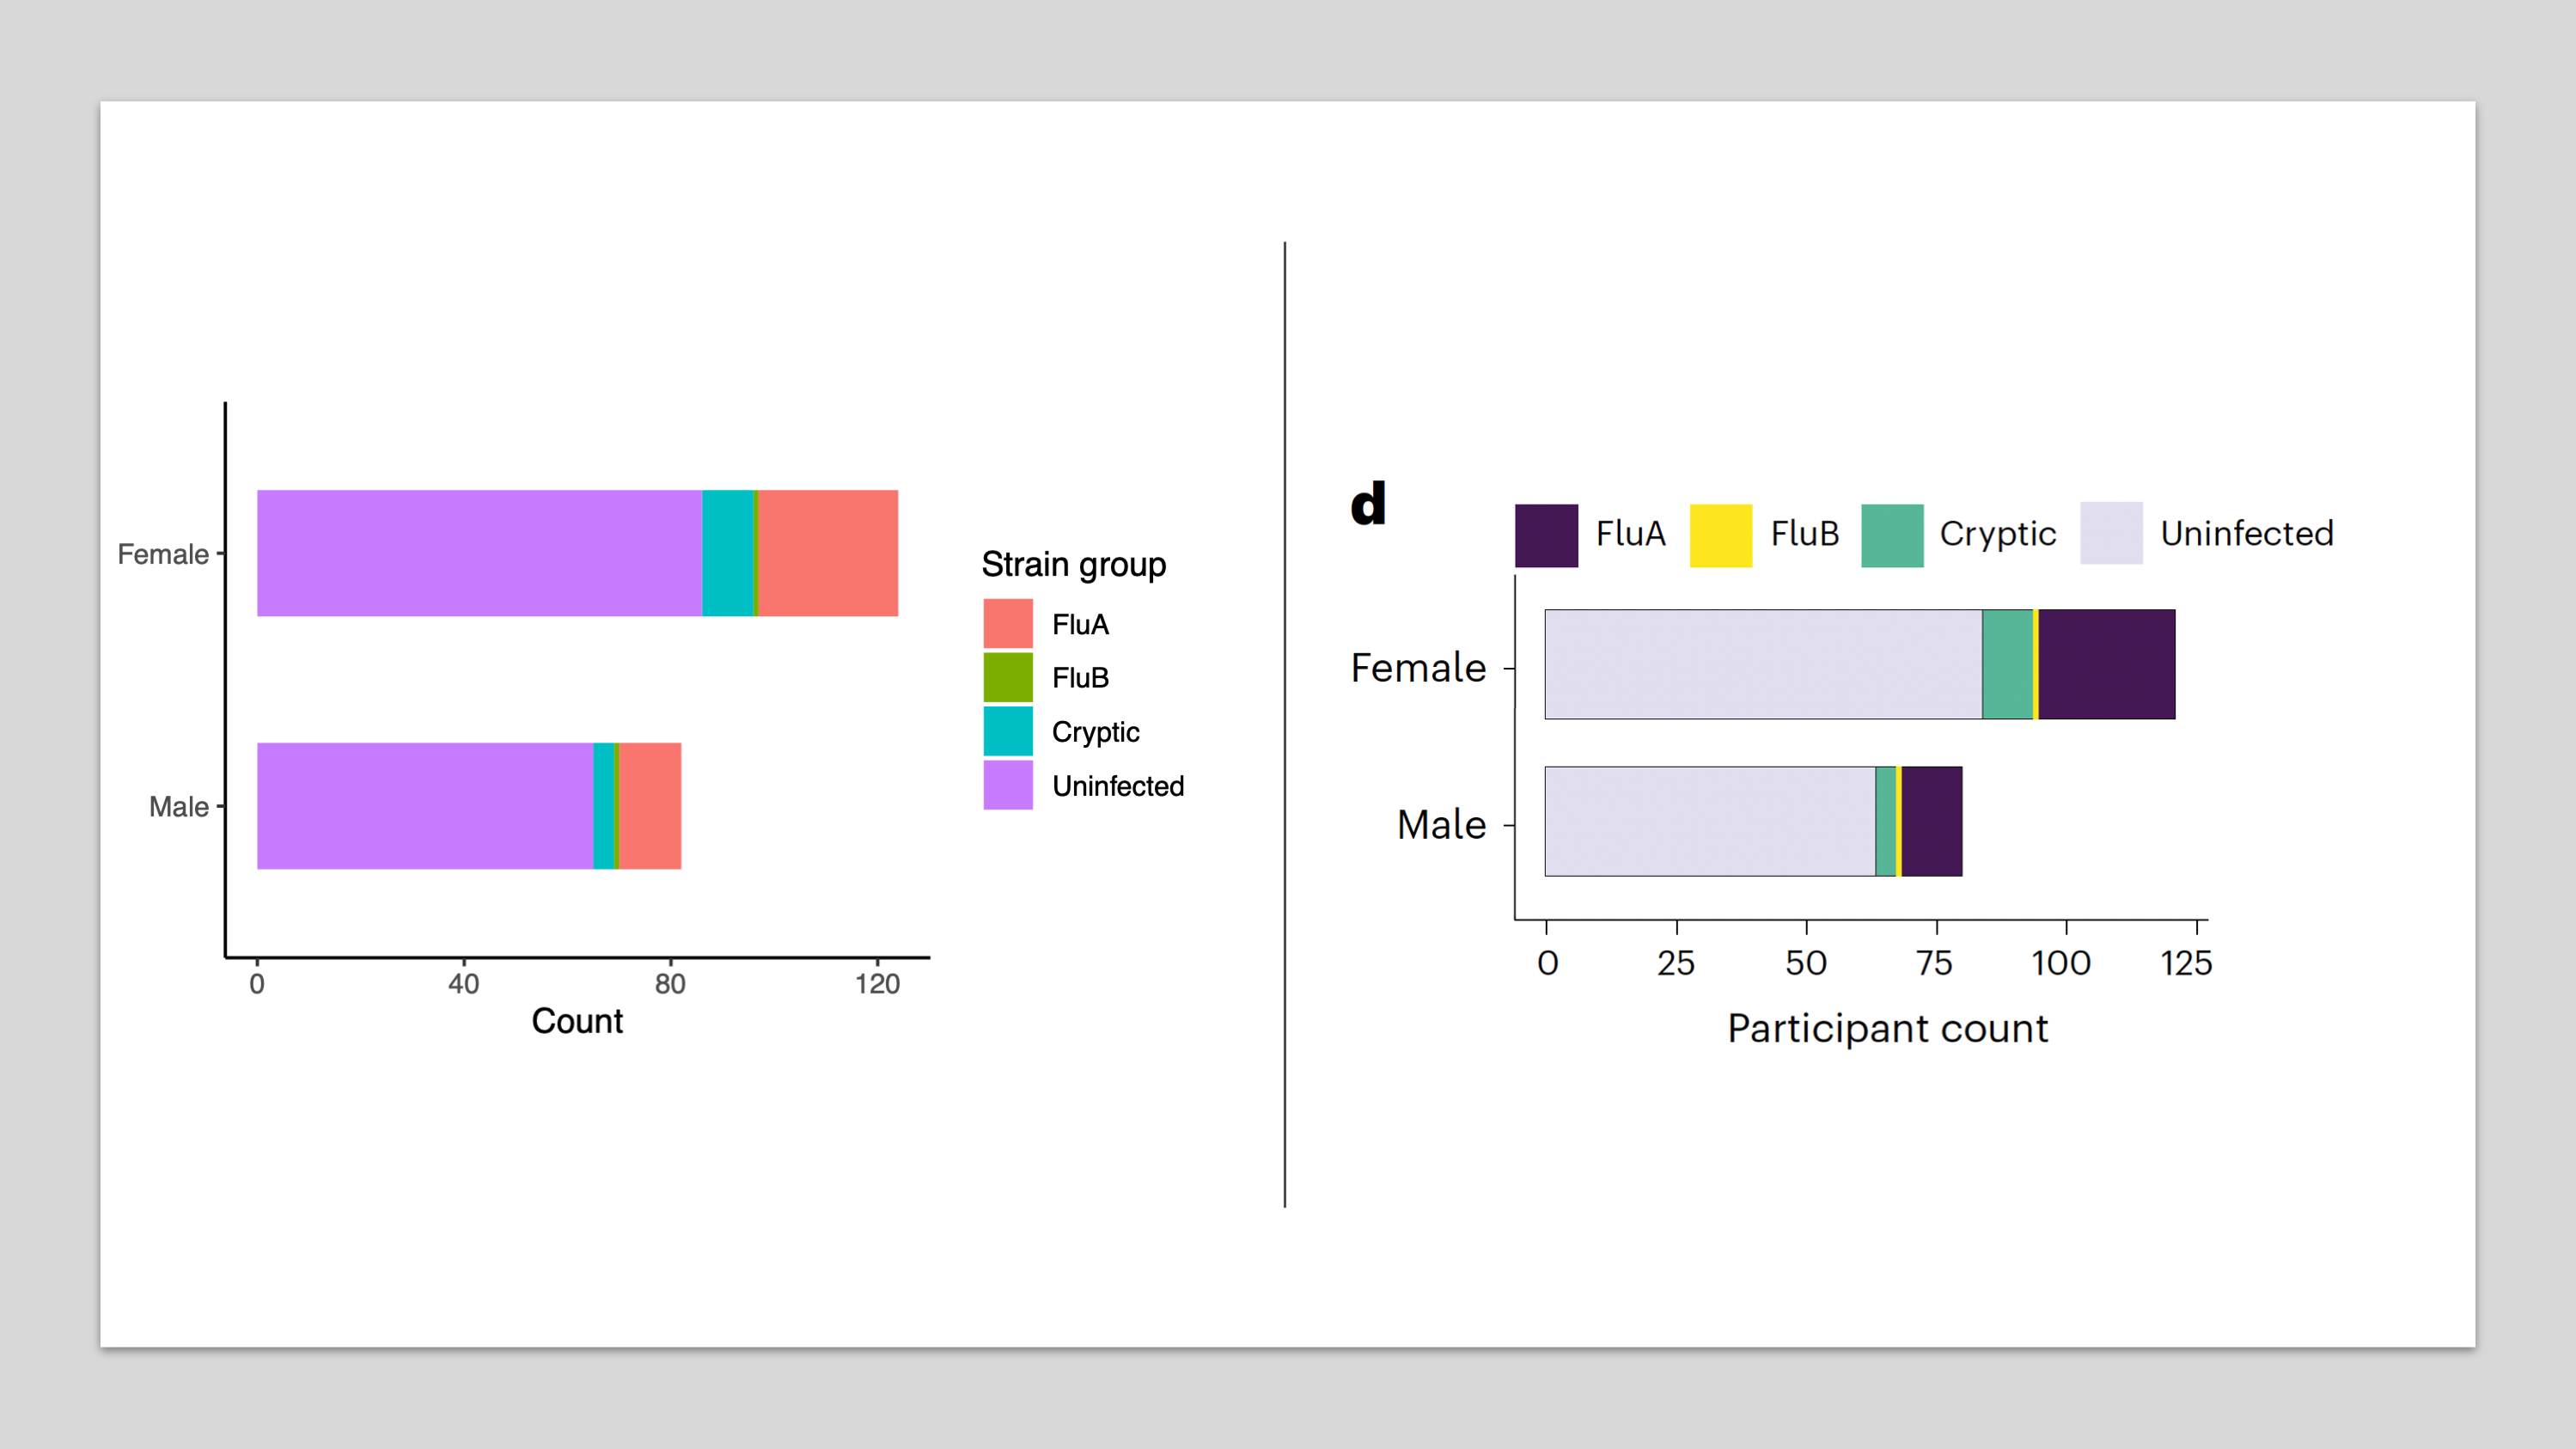 Female
Male
0 40 80 120
Count
Strain group
FluA
FluB
Cryptic
Uninfected
d
FluA FluB Cryptic Uninfected
Female
Male
0 25 50 75 100 125
Participant count